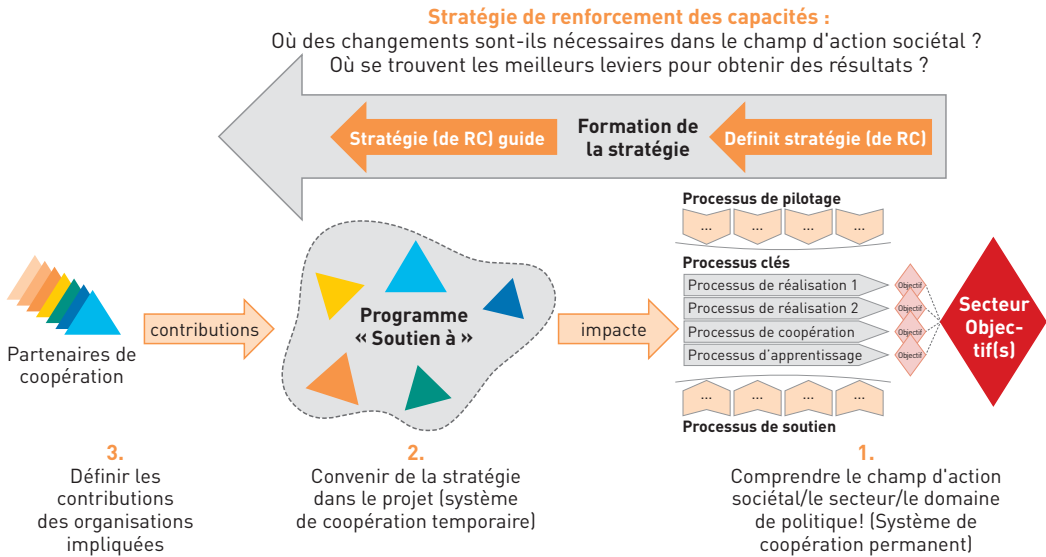 Stratégie de renforcement des capacités :
Où des changements sont-ils nécessaires dans le champ d'action sociétal ?
Où se trouvent les meilleurs leviers pour obtenir des résultats ?
Stratégie (de RC) guide
Formation de
la stratégie
Definit stratégie (de RC)
Processus de pilotage
... ... ... ...
Processus clés
Processus de réalisation 1
Objectif
Processus de réalisation 2
Objectif
Processus de coopération
Objectif
Processus d'apprentissage
Objectif
... ... ... ...
Processus de soutien
Secteur
Objec-
tif(s)
impacte
Programme
« Soutien à »
contributions
Partenaires de
coopération
3.
Définir les
contributions
des organisations
impliquées
2.
Convenir de la stratégie
dans le projet (système
de coopération temporaire)
1.
Comprendre le champ d'action
sociétal/le secteur/le domaine
de politique! (Système de
coopération permanent)